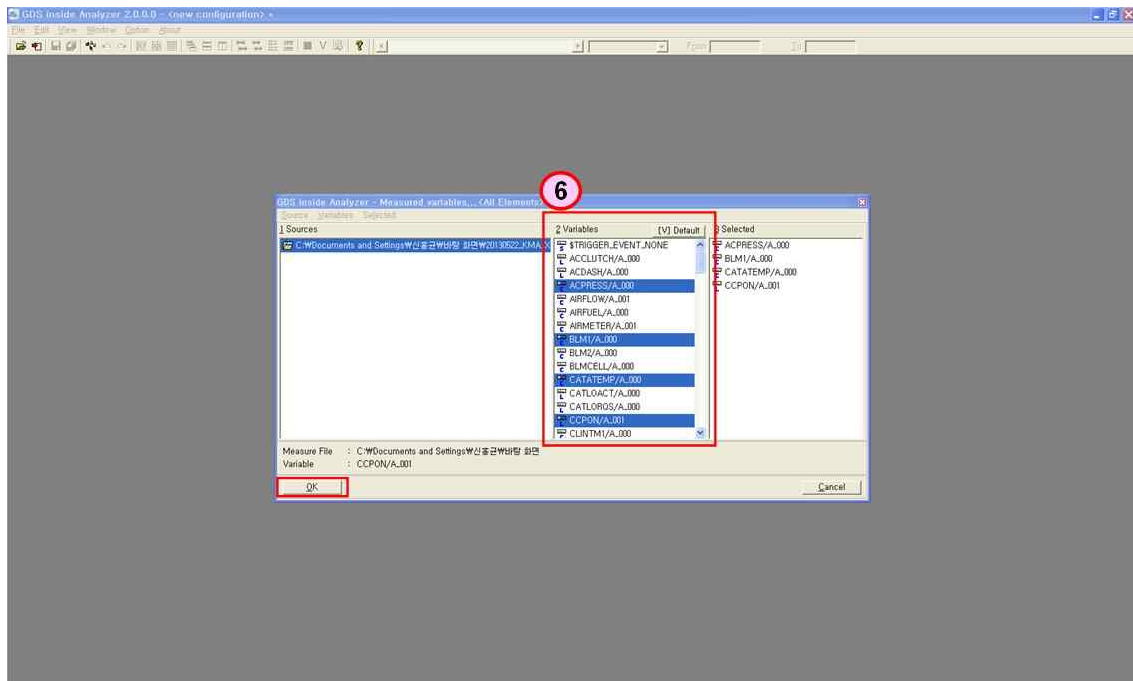 GDS inside Analyzer 2.0.0.0 - <new configuration> *
File Edit View Window Option About
From To
6
GDS inside Analyzer - Measured variables,,, <All Elements>
Source Variables Selected
1 Sources
2 Variables
[V] Default
3 Selected
C:₩Documents and Settings₩신홍균₩바탕 화면₩20130522_KMA
$TRIGGER_EVENT_NONE
ACCLUTCH/A_000
ACDASH/A_000
ACPRESS/A_000
AIRFLOW/A_001
AIRFUEL/A_000
AIRMETER/A_001
BLM1/A_000
BLM2/A_000
BLMCELL/A_000
CATATEMP/A_000
CATLOACT/A_000
CATLORQS/A_000
CCPON/A_001
CLINTM1/A_000
ACPRESS/A_000
BLM1/A_000
CATATEMP/A_000
CCPON/A_001
Measure File : C:₩Documents and Settings₩신홍균₩바탕 화면
Variable : CCPON/A_001
OK
Cancel